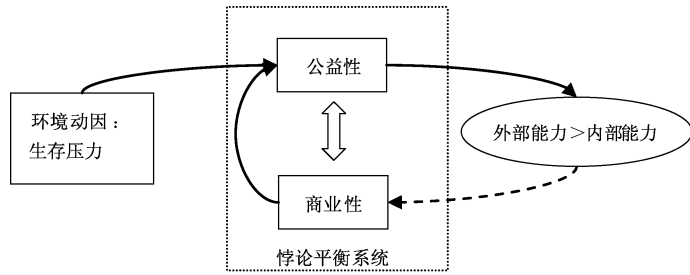 公益性
环境动因：
生存压力
外部能力＞内部能力
商业性
悖论平衡系统